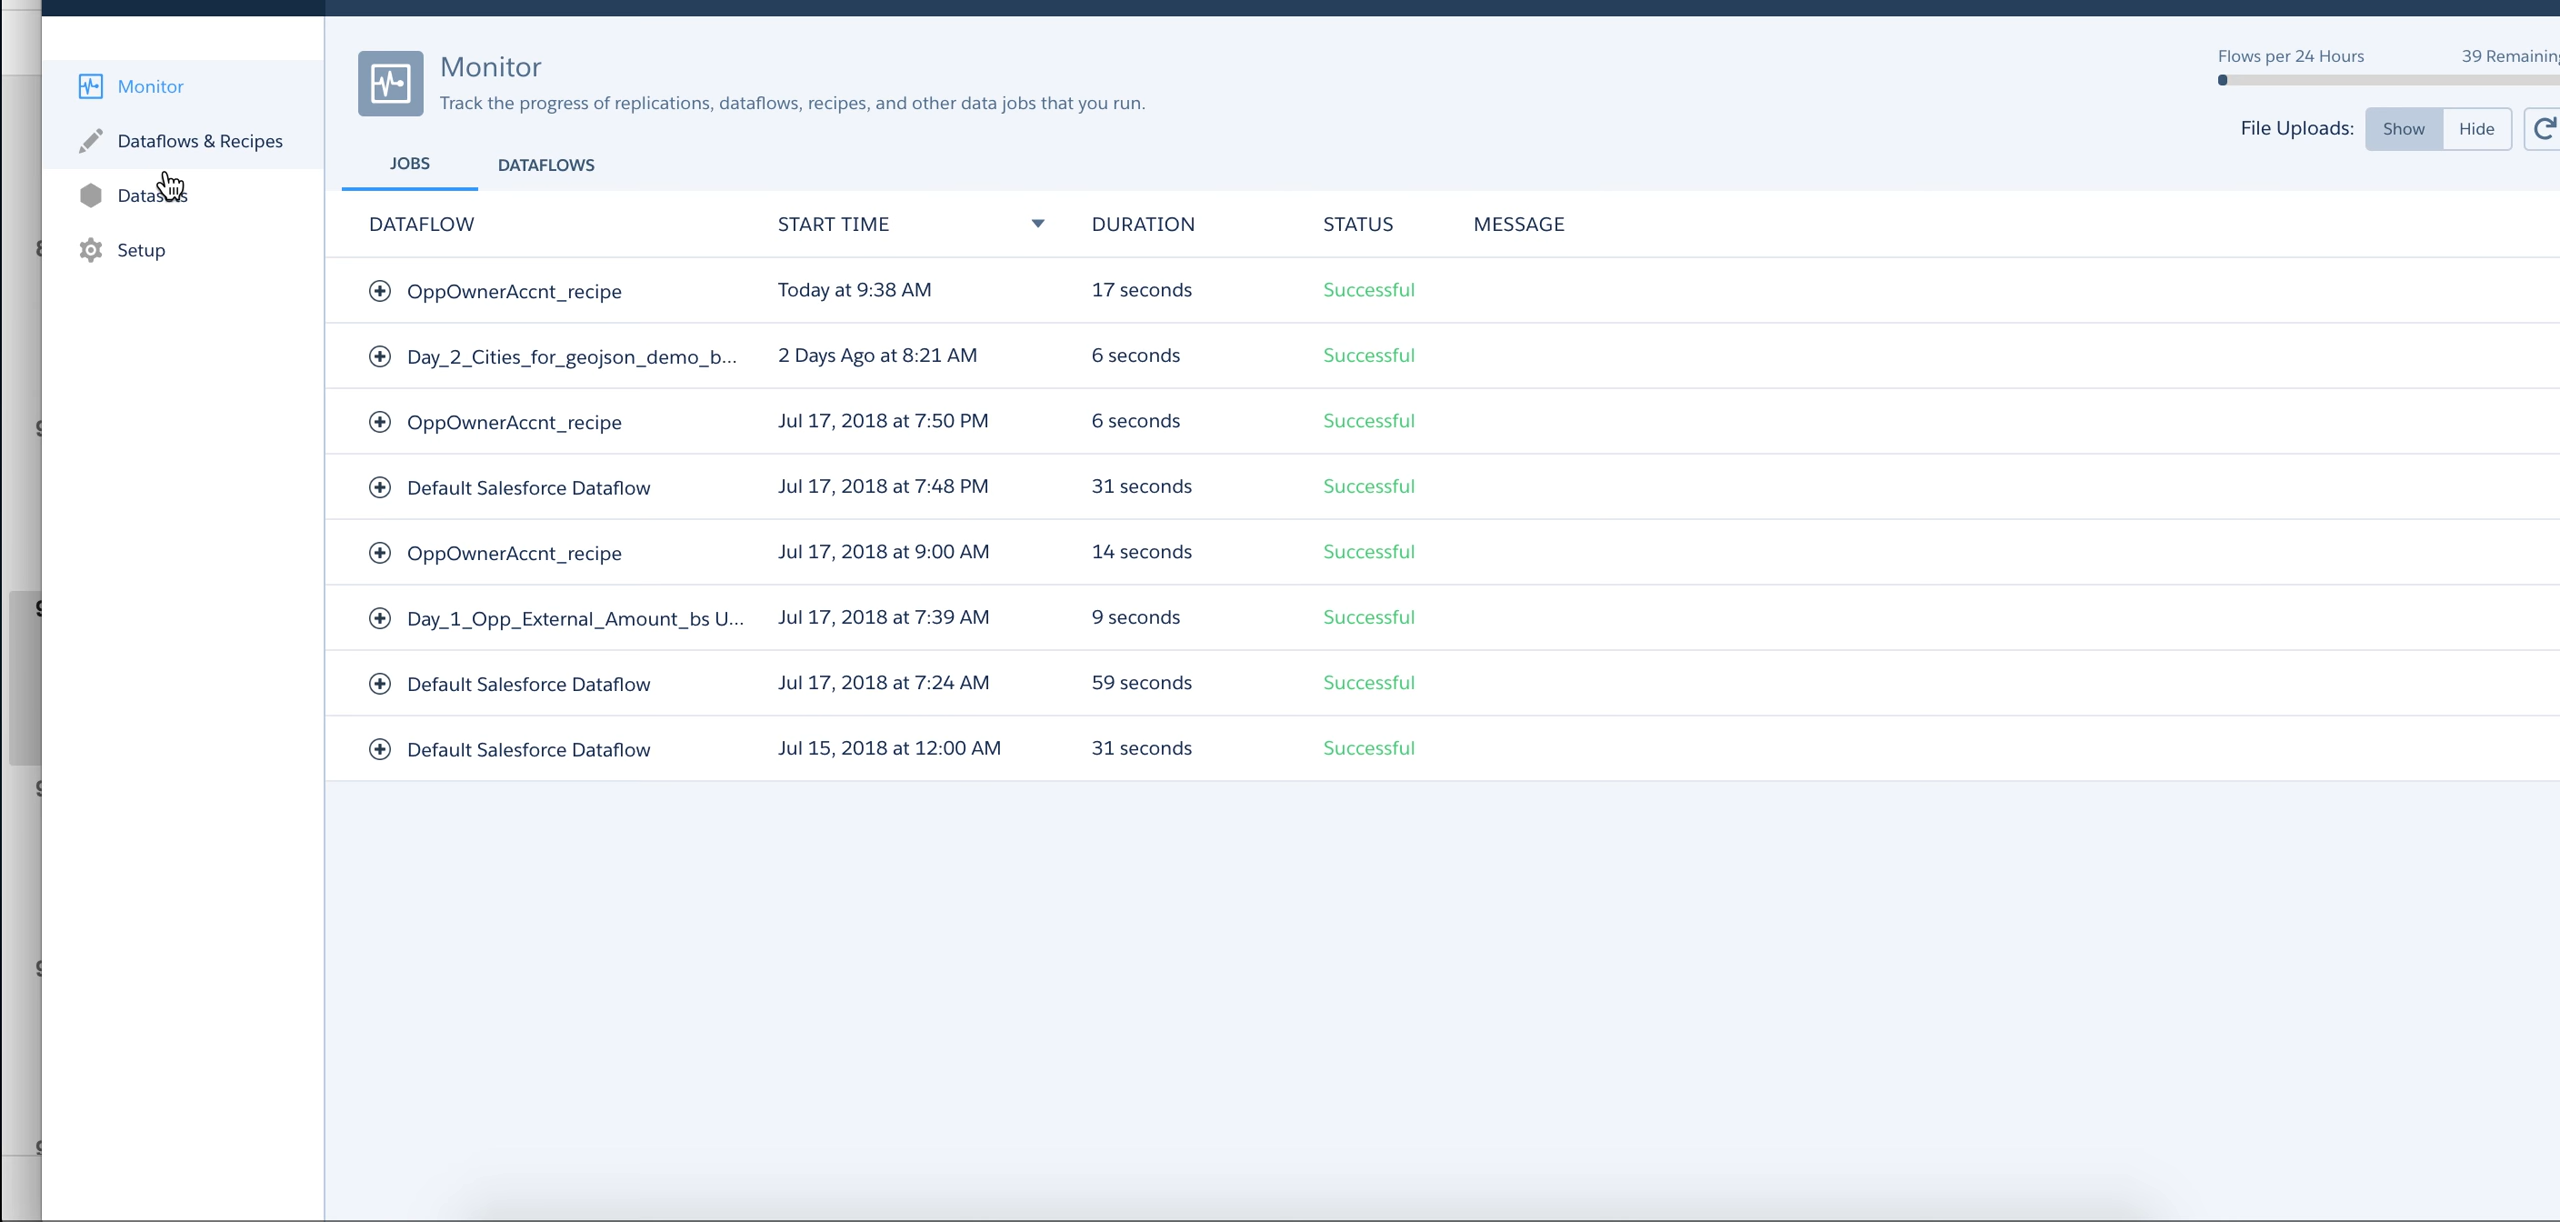 Monitor
Dataflows & Recipes
Setup
Monitor
Track the progress of replications, dataflows, recipes, and other data jobs that you run.
Flows per 24 Hours 39
File Uploads: Show Hide
JOBS DATAFLOWS
DATAFLOW START TIME DURATION STATUS MESSAGE
OppOwnerAccnt_recipe Today at 9:38 AM 17 seconds Successful
Day_2_Cities_for_geojson_demo_b... 2 Days Ago at 8:21 AM 6 seconds Successful
OppOwnerAccnt_recipe Jul 17, 2018 at 7:50 PM 6 seconds Successful
Default Salesforce Dataflow Jul 17, 2018 at 7:48 PM 31 seconds Successful
OppOwnerAccnt_recipe Jul 17, 2018 at 9:00 AM 14 seconds Successful
Day_1_Opp_External_Amount_bs U... Jul 17, 2018 at 7:39 AM 9 seconds Successful
Default Salesforce Dataflow Jul 17, 2018 at 7:24 AM 59 seconds Successful
Default Salesforce Dataflow Jul 15, 2018 at 12:00 AM 31 seconds Successful